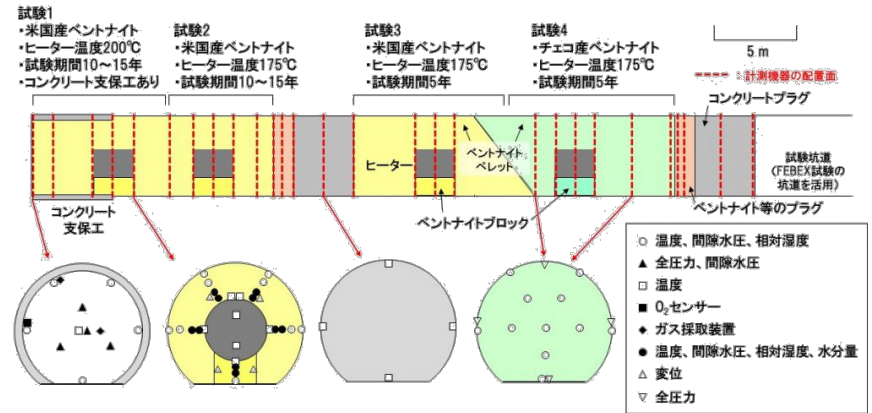 試験1
・米国産ベントナイト
・ヒーター温度200℃
・試験期間10～15年
・コンクリート支保工あり
試験2
・米国産ベントナイト
・ヒーター温度175℃
・試験期間10～15年
試験3
・米国産ベントナイト
・ヒーター温度175℃
・試験期間5年
試験4
・チェコ産ベントナイト
・ヒーター温度175℃
・試験期間5年
5 m
：計測機器の配置面
コンクリートプラグ
ヒーター
ベントナイト
ペレット
試験坑道
（FEBEX試験の
坑道を活用）
コンクリート
支保工
ベントナイトブロック
ベントナイト等のプラグ
○ 温度、間隙水圧、相対湿度
▲ 全圧力、間隙水圧
□ 温度
■ O₂センサー
◆ ガス採取装置
● 温度、間隙水圧、相対湿度、水分量
△ 変位
▽ 全圧力